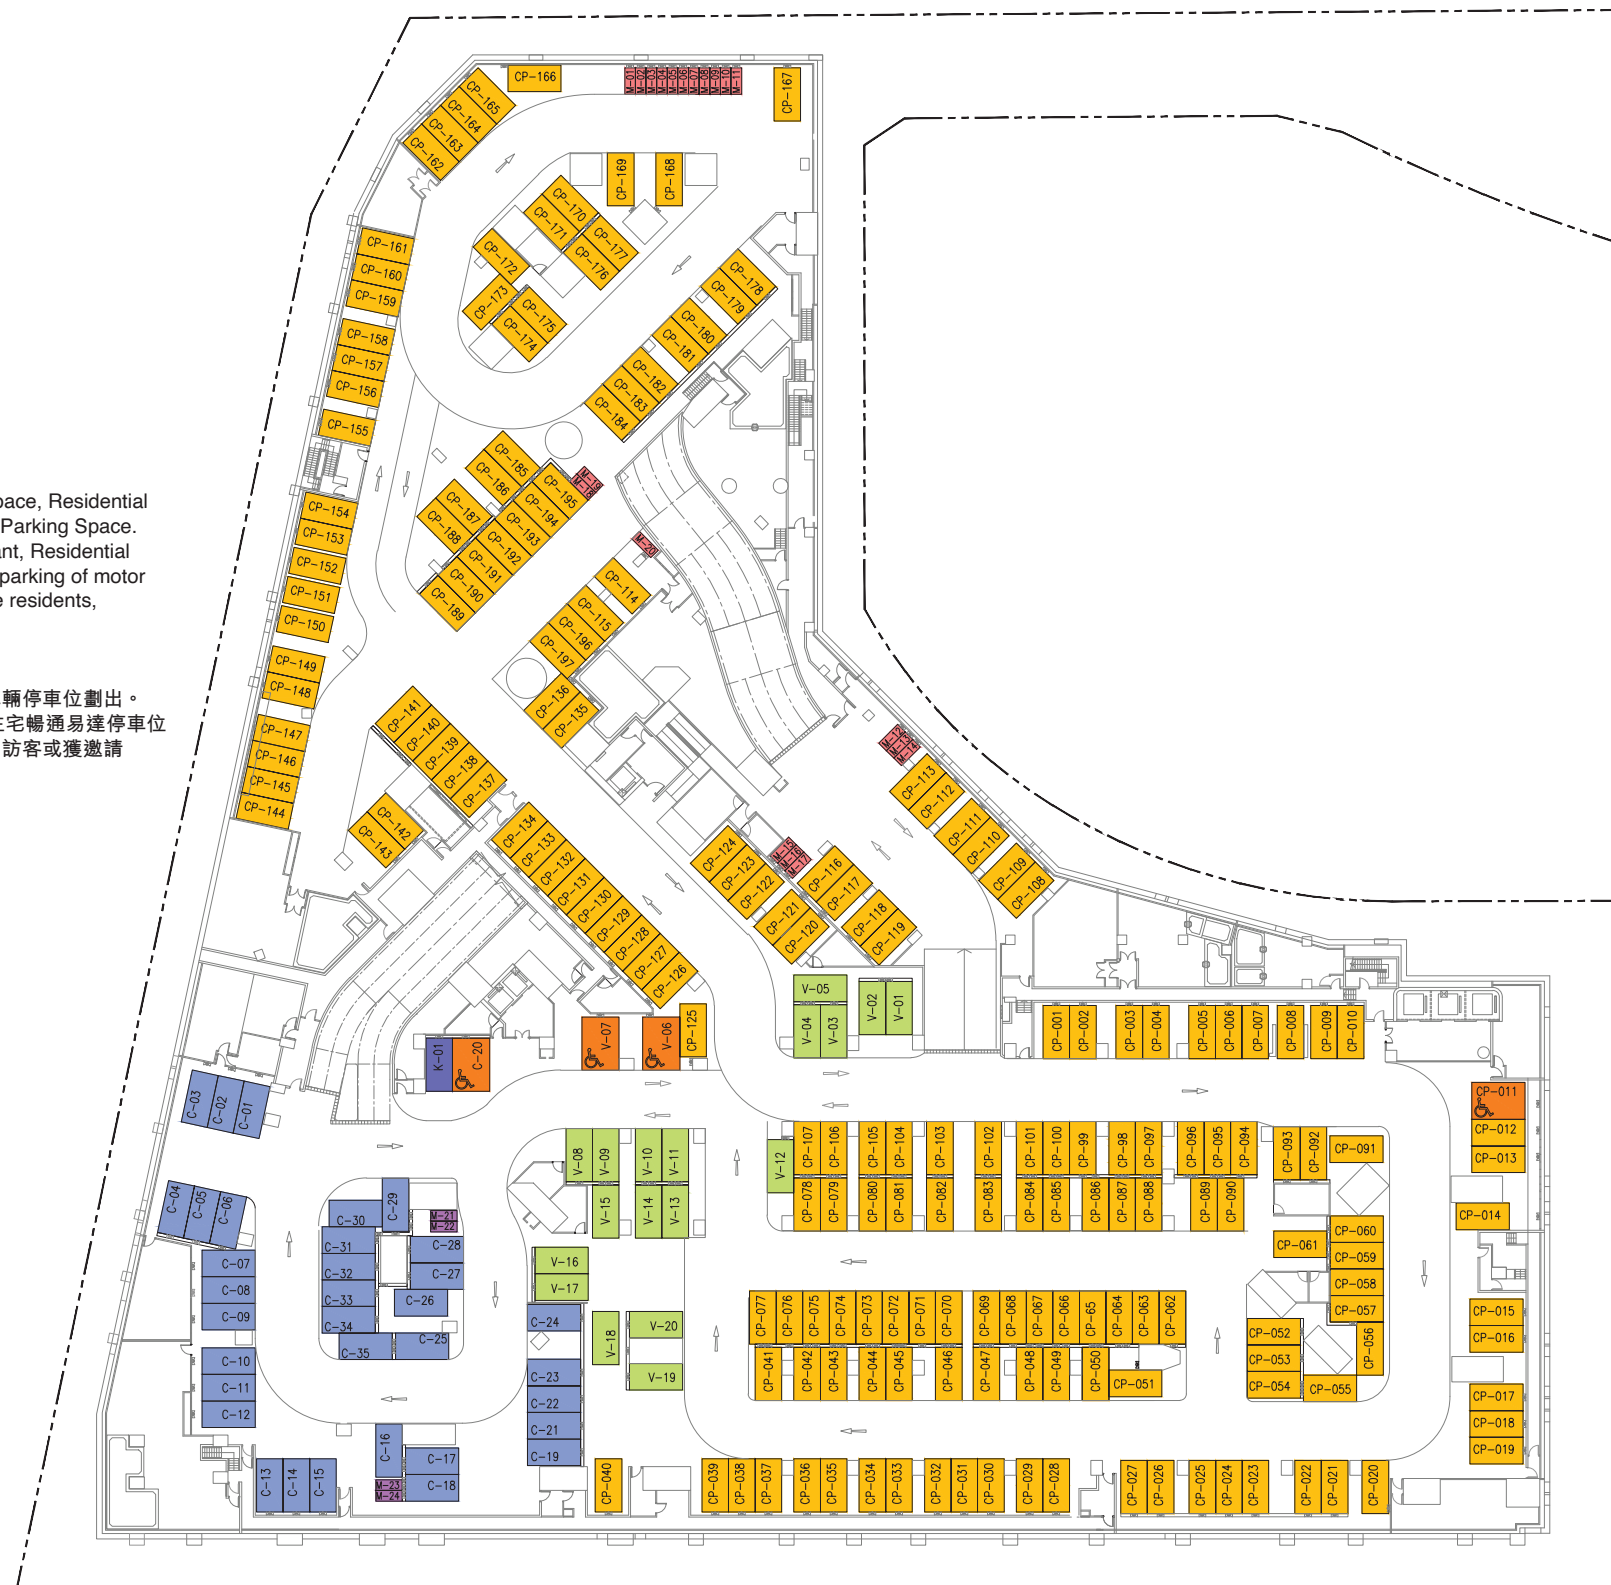 CP-166
M-01
M-02
M-03
M-04
M-05
M-06
M-07
M-08
M-09
M-10
M-11
CP-167
CP-165
CP-164
CP-163
CP-162
CP-169
CP-168
CP-170
CP-171
CP-177
CP-176
CP-172
CP-173
CP-175
CP-174
CP-161
CP-160
CP-159
CP-158
CP-157
CP-156
CP-155
CP-178
CP-179
CP-180
CP-181
CP-182
CP-183
CP-184
CP-185
CP-186
CP-187
CP-188
CP-195
CP-194
CP-193
CP-192
CP-191
CP-190
CP-189
M-20
pace, Residential
Parking Space.
ant, Residential
parking of motor
e residents,
輛停車位劃出。
住宅暢通易達停車位
訪客或獲邀請
CP-154
CP-153
CP-152
CP-151
CP-150
CP-149
CP-148
CP-147
CP-146
CP-145
CP-144
CP-114
CP-115
CP-196
CP-197
CP-136
CP-135
CP-141
CP-140
CP-139
CP-138
CP-137
CP-142
CP-143
CP-134
CP-133
CP-132
CP-131
CP-130
CP-129
CP-128
CP-127
CP-126
CP-125
M-12
CP-113
CP-112
CP-111
CP-110
CP-109
CP-108
CP-124
CP-123
CP-122
CP-121
CP-120
M-15
M-17
CP-116
CP-117
CP-118
CP-119
V-05
V-04
V-03
V-02
V-01
V-07
V-06
K-01
C-20
CP-001
CP-002
CP-003
CP-004
CP-005
CP-006
CP-007
CP-008
CP-009
CP-010
CP-011
CP-012
CP-013
CP-014
CP-015
CP-016
CP-017
CP-018
CP-019
C-03
C-02
C-01
C-04
C-05
C-06
C-07
C-08
C-09
C-10
C-11
C-12
C-13
C-14
C-15
C-16
C-17
C-18
M-23
M-24
C-29
C-30
M-21
M-22
C-31
C-32
C-33
C-34
C-35
C-28
C-27
C-26
C-25
V-08
V-09
V-10
V-11
V-15
V-14
V-13
V-16
V-17
V-18
V-20
V-19
C-24
C-23
C-22
C-21
C-19
V-12
CP-107
CP-106
CP-105
CP-104
CP-103
CP-102
CP-101
CP-100
CP-99
CP-98
CP-097
CP-096
CP-095
CP-094
CP-093
CP-092
CP-091
CP-078
CP-079
CP-080
CP-081
CP-082
CP-083
CP-084
CP-085
CP-086
CP-087
CP-088
CP-089
CP-090
CP-061
CP-060
CP-059
CP-058
CP-057
CP-056
CP-052
CP-053
CP-054
CP-055
CP-077
CP-076
CP-075
CP-074
CP-073
CP-072
CP-071
CP-070
CP-069
CP-068
CP-067
CP-066
CP-65
CP-064
CP-063
CP-062
CP-041
CP-042
CP-043
CP-044
CP-045
CP-046
CP-047
CP-048
CP-049
CP-050
CP-051
CP-040
CP-039
CP-038
CP-037
CP-036
CP-035
CP-034
CP-033
CP-032
CP-031
CP-030
CP-029
CP-028
CP-027
CP-026
CP-025
CP-024
CP-023
CP-022
CP-021
CP-020